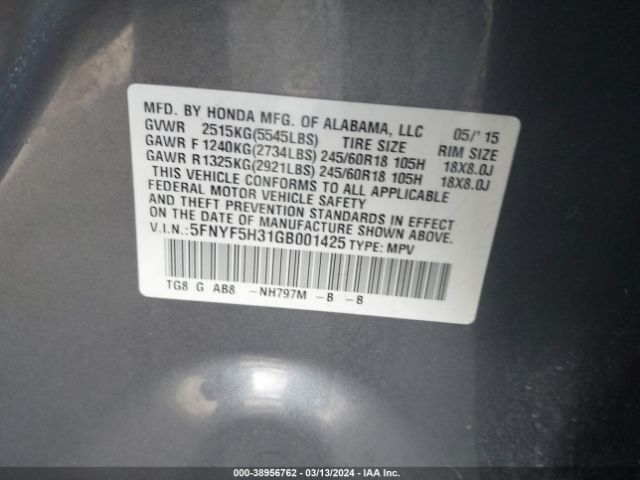 MFD. BY HONDA MFG. OF ALABAMA, LLC 05/'15
GVWR 2515KG(5545LBS) TIRE SIZE RIM SIZE
GAWR F 1240KG(2734LBS) 245/60R18 105H 18X8.0J
GAWR R 1325KG(2921LBS) 245/60R18 105H 18X8.0J
THIS VEHICLE CONFORMS TO ALL APPLICABLE
FEDERAL MOTOR VEHICLE SAFETY
AND THEFT PREVENTION STANDARDS IN EFFECT
ON THE DATE OF MANUFACTURE SHOWN ABOVE.
V.I.N.:5FNYF5H31GB001425 TYPE: MPV
TG8 G AB8 -NH797M -B -B
000-38956762 - 03/13/2024 - IAA Inc.